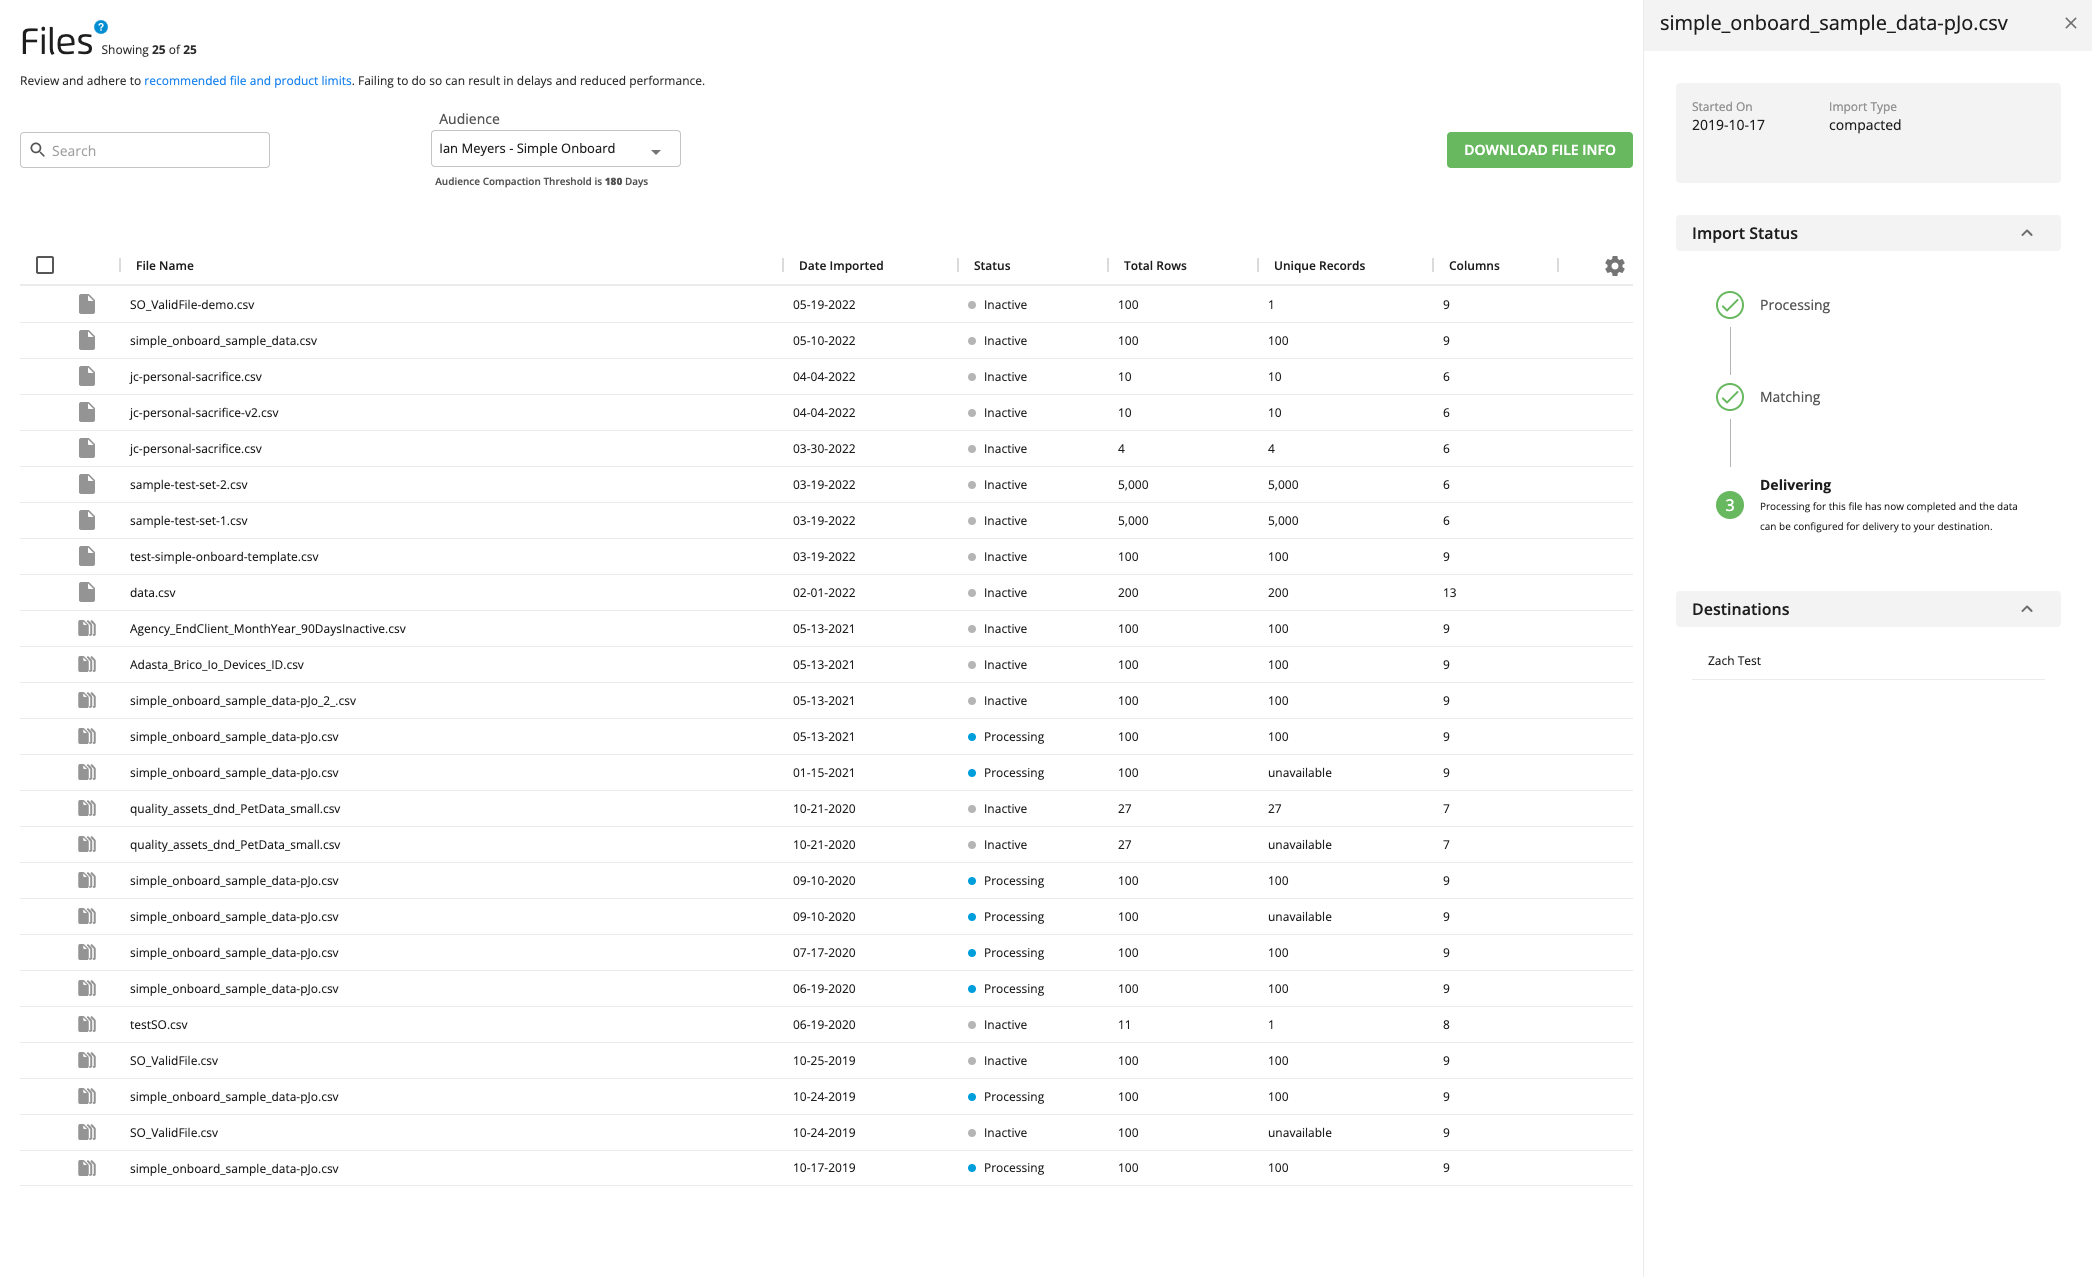 Files ?
Showing 25 of 25
Review and adhere to recommended file and product limits. Failing to do so can result in delays and reduced performance.
Search
Audience
Ian Meyers - Simple Onboard
Audience Compaction Threshold is 180 Days
DOWNLOAD FILE INFO
File Name Date Imported Status Total Rows Unique Records Columns
SO_ValidFile-demo.csv 05-19-2022 Inactive 100 1 9
simple_onboard_sample_data.csv 05-10-2022 Inactive 100 100 9
jc-personal-sacrifice.csv 04-04-2022 Inactive 10 10 6
jc-personal-sacrifice-v2.csv 04-04-2022 Inactive 10 10 6
jc-personal-sacrifice.csv 03-30-2022 Inactive 4 4 6
sample-test-set-2.csv 03-19-2022 Inactive 5,000 5,000 6
sample-test-set-1.csv 03-19-2022 Inactive 5,000 5,000 6
test-simple-onboard-template.csv 03-19-2022 Inactive 100 100 9
data.csv 02-01-2022 Inactive 200 200 13
Agency_EndClient_MonthYear_90DaysInactive.csv 05-13-2021 Inactive 100 100 9
Adasta_Brico_Io_Devices_ID.csv 05-13-2021 Inactive 100 100 9
simple_onboard_sample_data-pJo_2_.csv 05-13-2021 Inactive 100 100 9
simple_onboard_sample_data-pJo.csv 05-13-2021 Processing 100 100 9
simple_onboard_sample_data-pJo.csv 01-15-2021 Processing 100 unavailable 9
quality_assets_dnd_PetData_small.csv 10-21-2020 Inactive 27 27 7
quality_assets_dnd_PetData_small.csv 10-21-2020 Inactive 27 unavailable 7
simple_onboard_sample_data-pJo.csv 09-10-2020 Processing 100 100 9
simple_onboard_sample_data-pJo.csv 09-10-2020 Processing 100 unavailable 9
simple_onboard_sample_data-pJo.csv 07-17-2020 Processing 100 100 9
simple_onboard_sample_data-pJo.csv 06-19-2020 Processing 100 100 9
testSO.csv 06-19-2020 Inactive 11 1 8
SO_ValidFile.csv 10-25-2019 Inactive 100 100 9
simple_onboard_sample_data-pJo.csv 10-24-2019 Processing 100 100 9
SO_ValidFile.csv 10-24-2019 Inactive 100 unavailable 9
simple_onboard_sample_data-pJo.csv 10-17-2019 Processing 100 100 9
simple_onboard_sample_data-pJo.csv
Started On Import Type
2019-10-17 compacted
Import Status
Processing
Matching
3 Delivering
Processing for this file has now completed and the data
can be configured for delivery to your destination.
Destinations
Zach Test